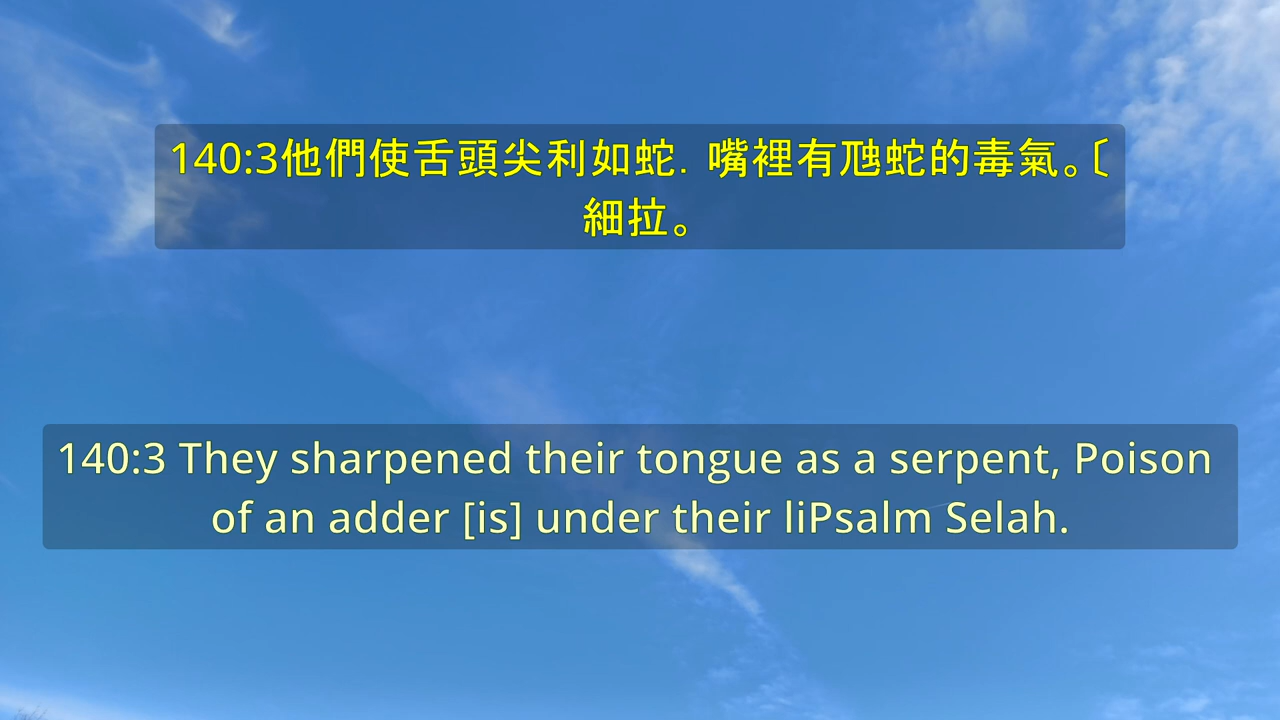 140:3他們使舌頭尖利如蛇．嘴裡有虺蛇的毒氣。〔
細拉。
140:3 They sharpened their tongue as a serpent, Poison
of an adder [is] under their liPsalm Selah.